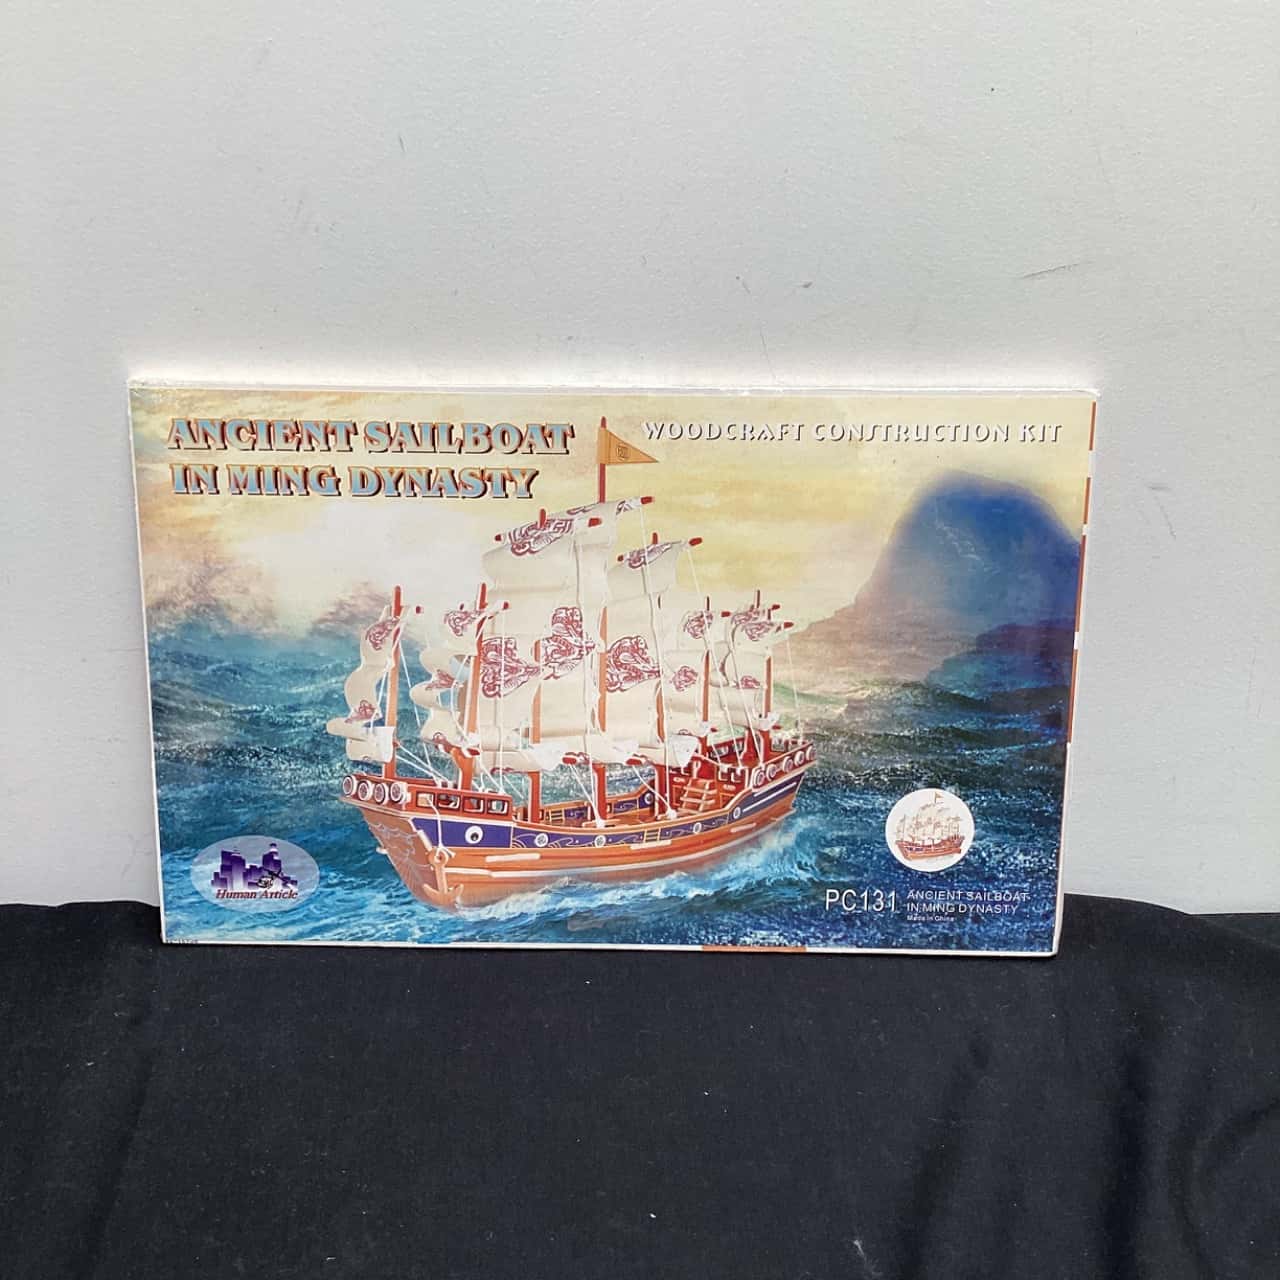 ANCIENT SAILBOAT
IN MING DYNASTY
WOODCRAFT CONSTRUCTION KIT
Human Article
PC131
ANCIENT SAILBOAT
IN MING DYNASTY
Made in China